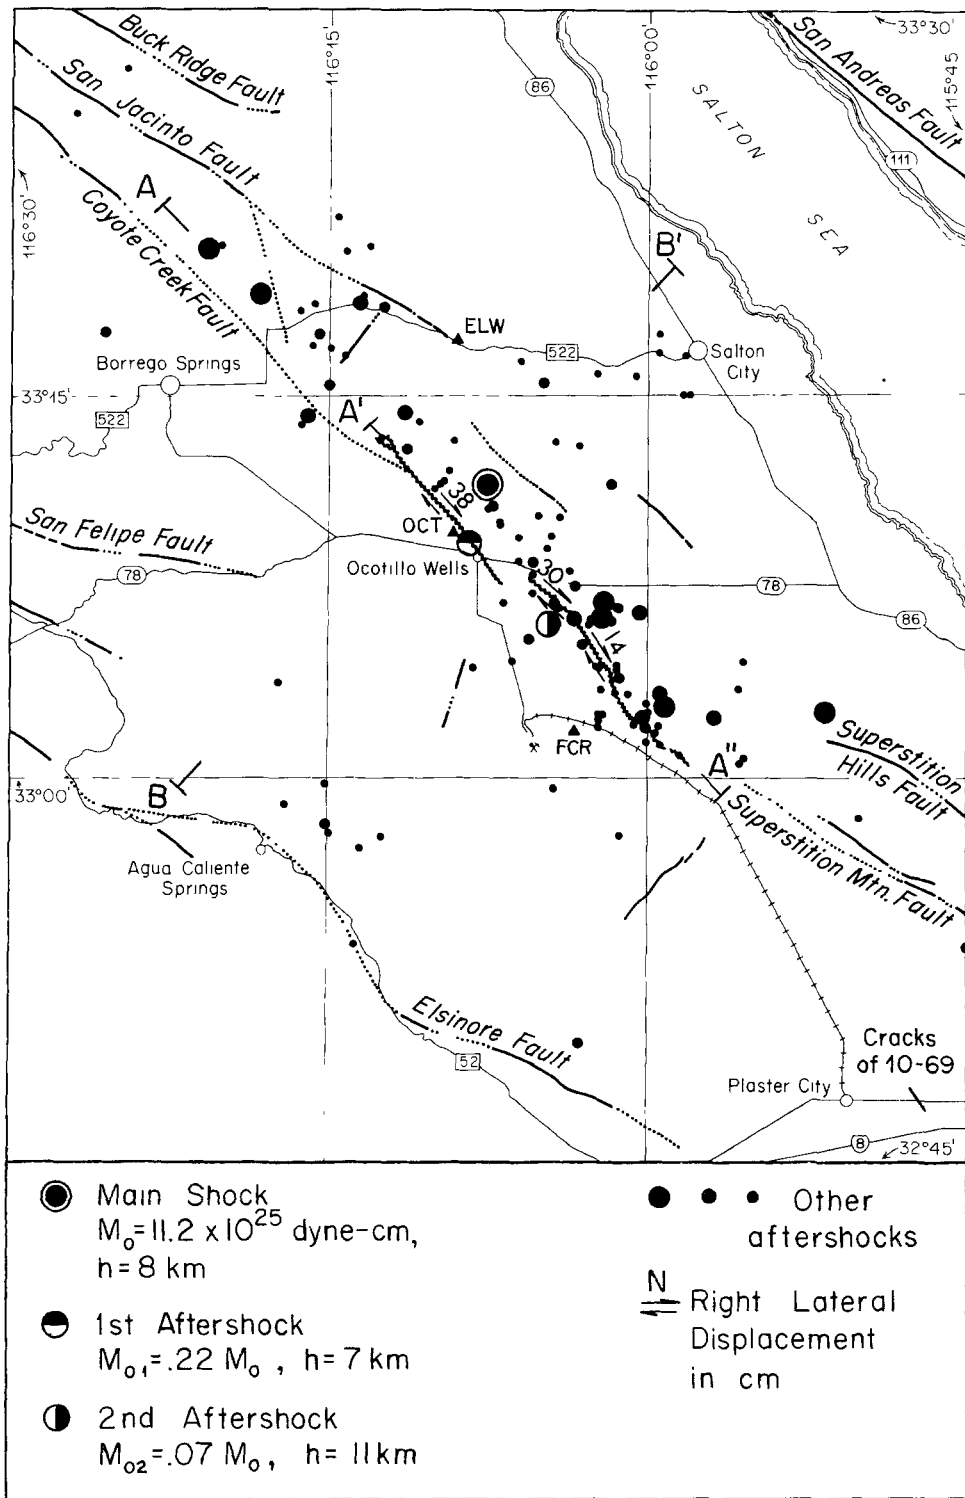 33°30'
115°45
116°15'
116°00'
116°30'
Buck Ridge Fault
San Jacinto Fault
Coyote Creek Fault
San Andreas Fault
86
SALTON
SEA
111
A
B'
ELW
522
Salton
City
Borrego Springs
33°15'
522
A'
38
OCT
San Felipe Fault
Ocotillo Wells
30
78
78
86
14
FCR
A"
Superstition
Hills Fault
33°00'
B
Superstition Mtn. Fault
Agua Caliente
Springs
Elsinore Fault
52
Cracks
of 10-69
Plaster City
8
32°45'
Main Shock
M₀=11.2 x 10²⁵ dyne-cm,
h=8 km
1st Aftershock
M₀₁=.22 M₀, h=7 km
2nd Aftershock
M₀₂=.07 M₀, h=11km
Other
aftershocks
N
Right Lateral
Displacement
in cm